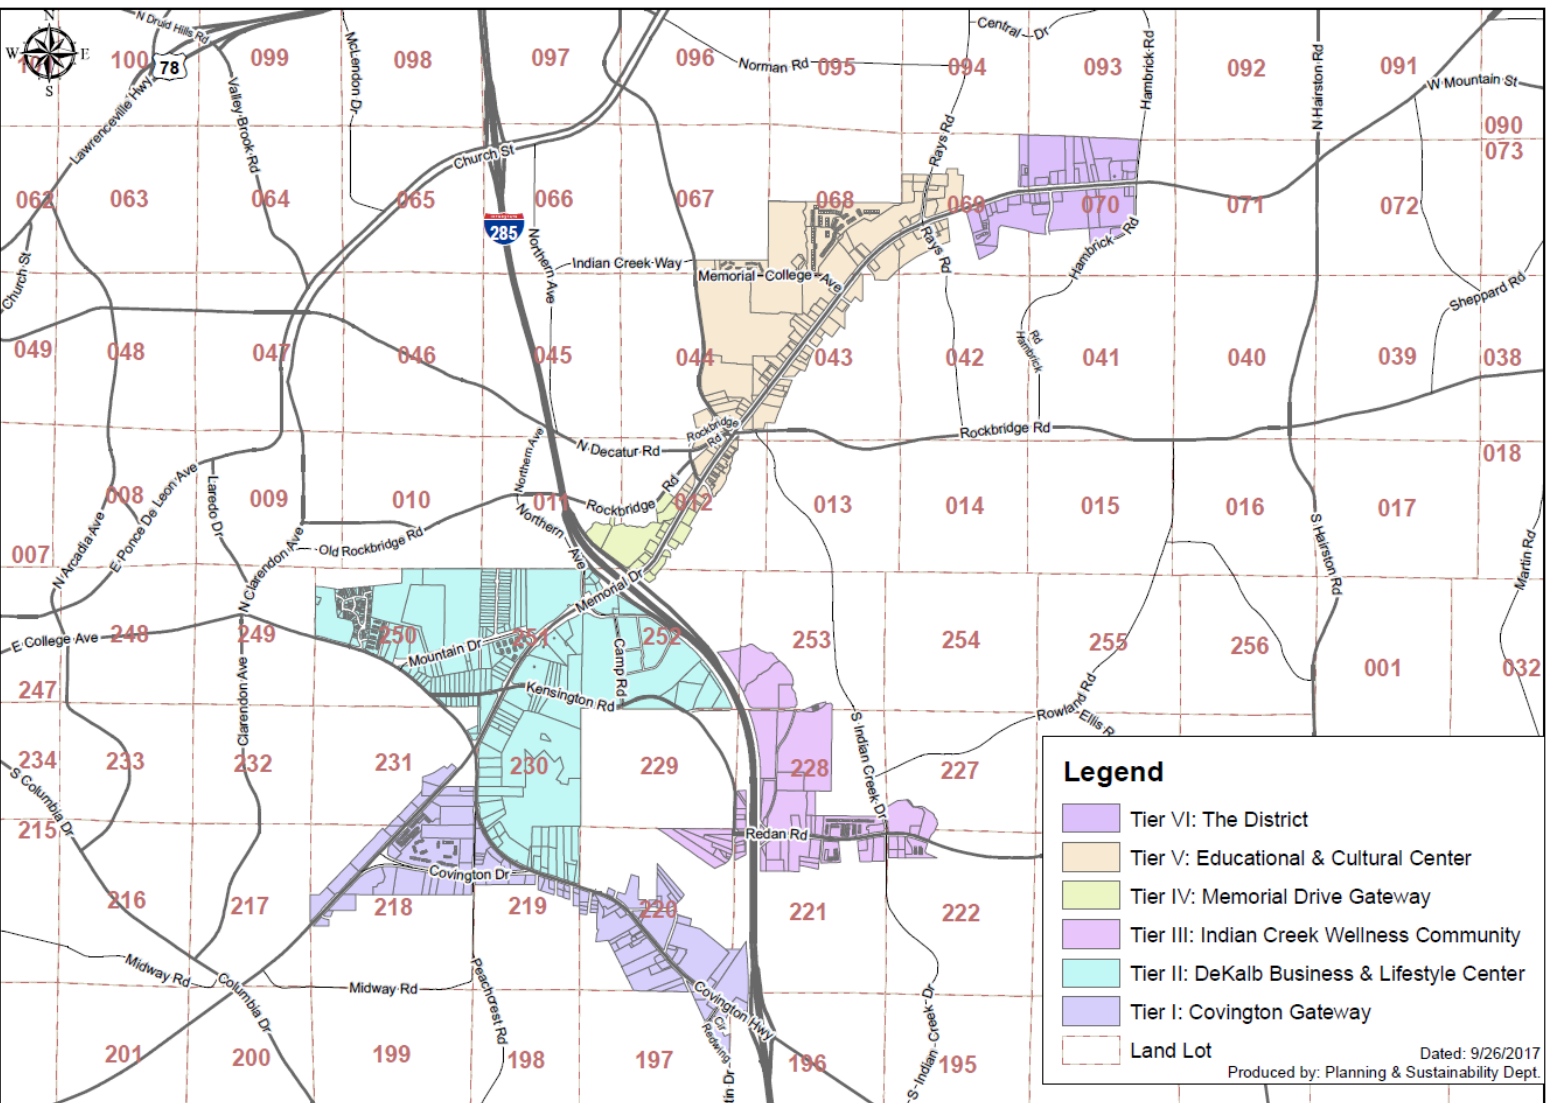 N
W
E
S
N Druid Hills Rd
78
100
099
098
097
096
095
094
093
092
091
090
Lawrenceville Hwy
Valley Brook Rd
McLendon Dr
Norman Rd
Central Dr
Hambrick Rd
N Hairston Rd
W Mountain St
Church St
Rays Rd
073
062
063
064
065
066
067
068
069
070
071
072
285
Northern Ave
Indian Creek Way
Memorial College Ave
Rays Rd
Hambrick Rd
Church St
Sheppard Rd
049
048
047
046
045
044
043
042
041
040
039
038
Hambrick Rd
Rockbridge Rd
N Decatur Rd
Rockbridge Rd
Northern Ave
018
007
008
009
010
011
012
013
014
015
016
017
N Arcadia Ave
E Ponce De Leon Ave
Laredo Dr
N Clarendon Ave
Old Rockbridge Rd
Northern Ave
Rockbridge Rd
S Hairston Rd
Martin Rd
Memorial Dr
E College Ave
248
249
250
251
252
253
254
255
256
001
032
Mountain Dr
Camp Rd
Kensington Rd
Clarendon Ave
247
Rowland Rd
Ellis R
S Indian Creek Dr
234
233
232
231
230
229
228
227
S Columbia Dr
215
Redan Rd
Covington Dr
216
217
218
219
220
221
222
Midway Rd
Columbia Dr
Midway Rd
Peachcrest Rd
Covington Hwy
Redwing Cir
S Indian Creek Dr
201
200
199
198
197
196
195
tin Dr
Legend
Tier VI: The District
Tier V: Educational & Cultural Center
Tier IV: Memorial Drive Gateway
Tier III: Indian Creek Wellness Community
Tier II: DeKalb Business & Lifestyle Center
Tier I: Covington Gateway
Land Lot
Dated: 9/26/2017
Produced by: Planning & Sustainability Dept.